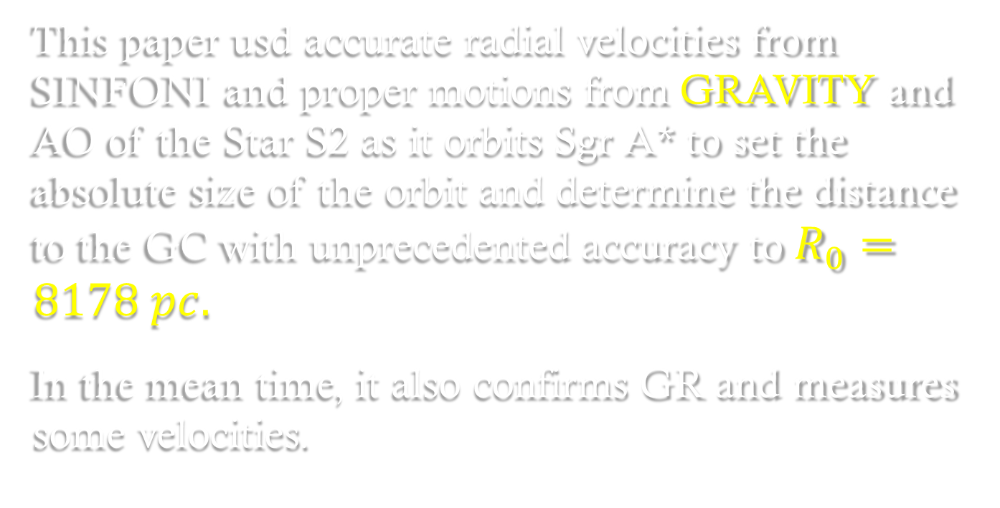 This paper usd accurate radial velocities from
SINFONI and proper motions from GRAVITY and
AO of the Star S2 as it orbits Sgr A* to set the
absolute size of the orbit and determine the distance
to the GC with unprecedented accuracy to R₀ =
8178 pc.
In the mean time, it also confirms GR and measures
some velocities.